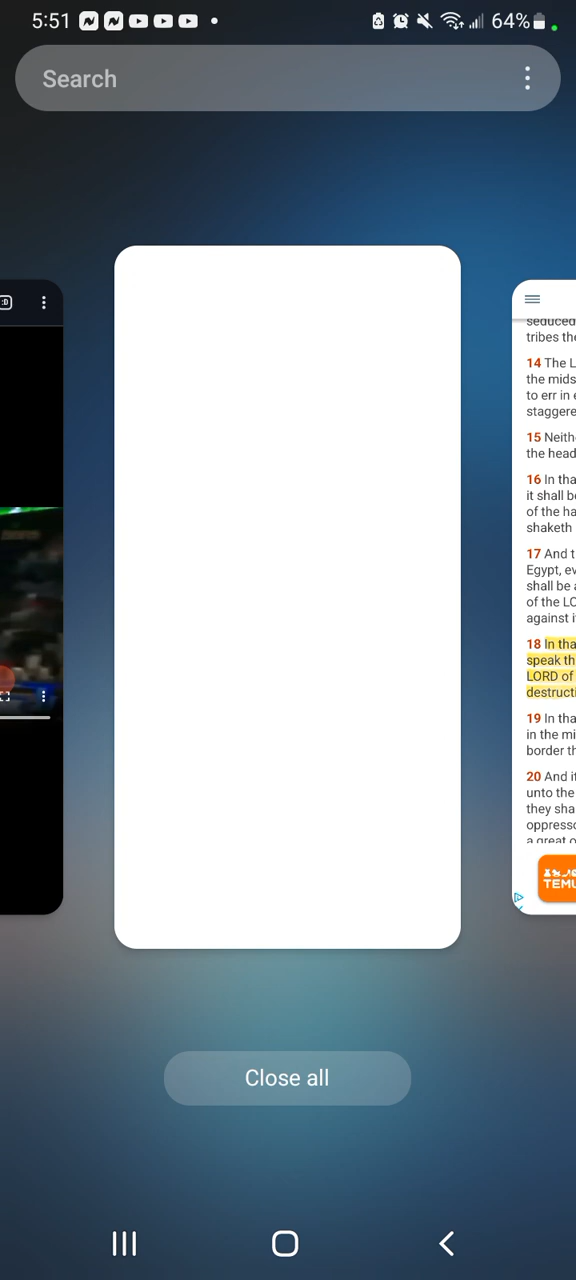 5:51
64%
Search
:D
seduced
tribes the
14 The L
the mids
to err in e
staggere
15 Neith
the head
16 In tha
it shall be
of the ha
shaketh
17 And t
Egypt, ev
shall be a
of the LO
against i
18 In tha
speak th
LORD of
destructi
19 In tha
in the mi
border th
20 And if
unto the
they sha
oppresso
a great
TEMU
Close all